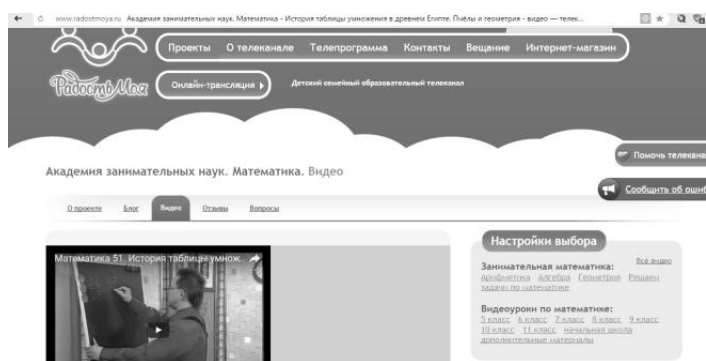 www.radostmoya.ru Академия занимательных наук. Математика - История таблицы умножения в древнем Египте. Пчёлы и геометрия - видео — телек...
Проекты О телеканале Телепрограмма Контакты Вещание Интернет-магазин
Радость Моя
Онлайн-трансляция
Детский семейный образовательный телеканал
Помочь телекана
Академия занимательных наук. Математика. Видео
Сообщить об ошиб
О проекте Блог Видео Отзывы Вопросы
Настройки выбора
Математика 51. История таблицы умнож...
Все видео
Занимательная математика:
Арифметика Алгебра Геометрия Решаем
задачи по математике
Видеоуроки по математике:
5 класс 6 класс 7 класс 8 класс 9 класс
10 класс 11 класс начальная школа
дополнительные материалы